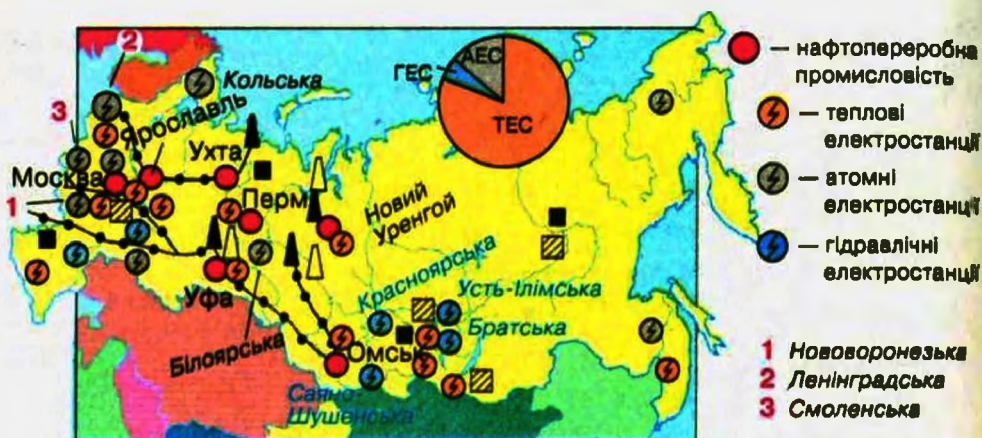 2
3
1
Кольська
Ярославль
Ухта
Москва
Перм
Новий
Уренгой
Уфа
Білоярська
Омськ
Красноярська
Усть-Ілімська
Братська
Саяно-
Шушенська
АЕС
ГЕС
ТЕС
— нафтопереробна
промисловість
— теплові
електростанції
— атомні
електростанції
— гідравлічні
електростанції
1 Нововоронезька
2 Ленінградська
3 Смоленська